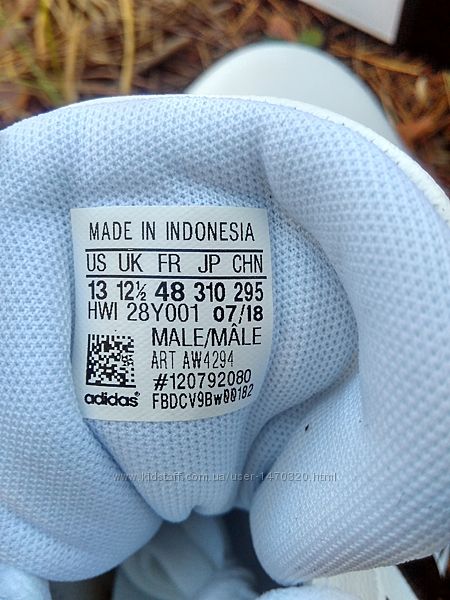 MADE IN INDONESIA
US UK FR JP CHN
13 12½ 48 310 295
HWI 28Y001 07/18
MALE/MÂLE
ART AW4294
#120792080
adidas® FBDCV9Bw00182
www.kidstaff.com.ua/user-1470320.html